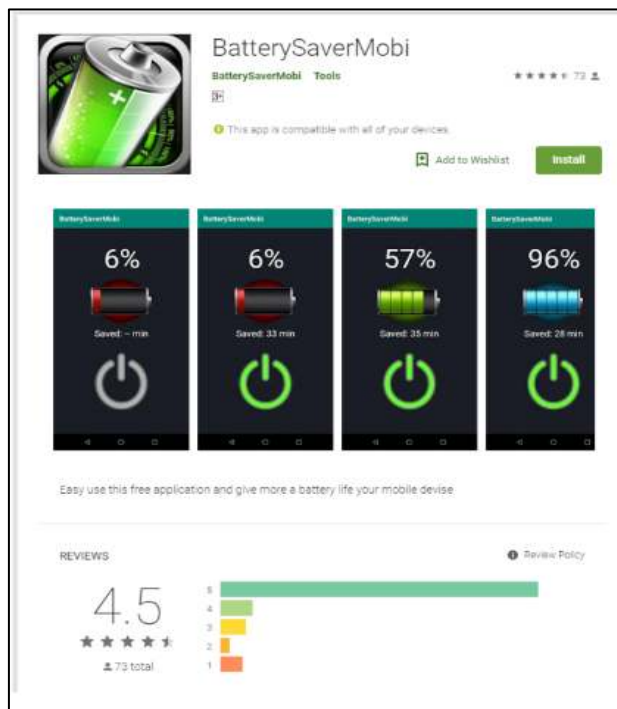 BatterySaverMobi
BatterySaverMobi Tools
73
3+
This app is compatible with all of your devices.
Add to Wishlist
Install
BatterySaverMobi
BatterySaverMobi
BatterySaverMobi
BatterySaverMobi
6%
6%
57%
96%
Saved: -- min
Saved: 33 min
Saved: 35 min
Saved: 28 min
Easy use this free application and give more a battery life your mobile devise
REVIEWS
Review Policy
4.5
73 total
5
4
3
2
1